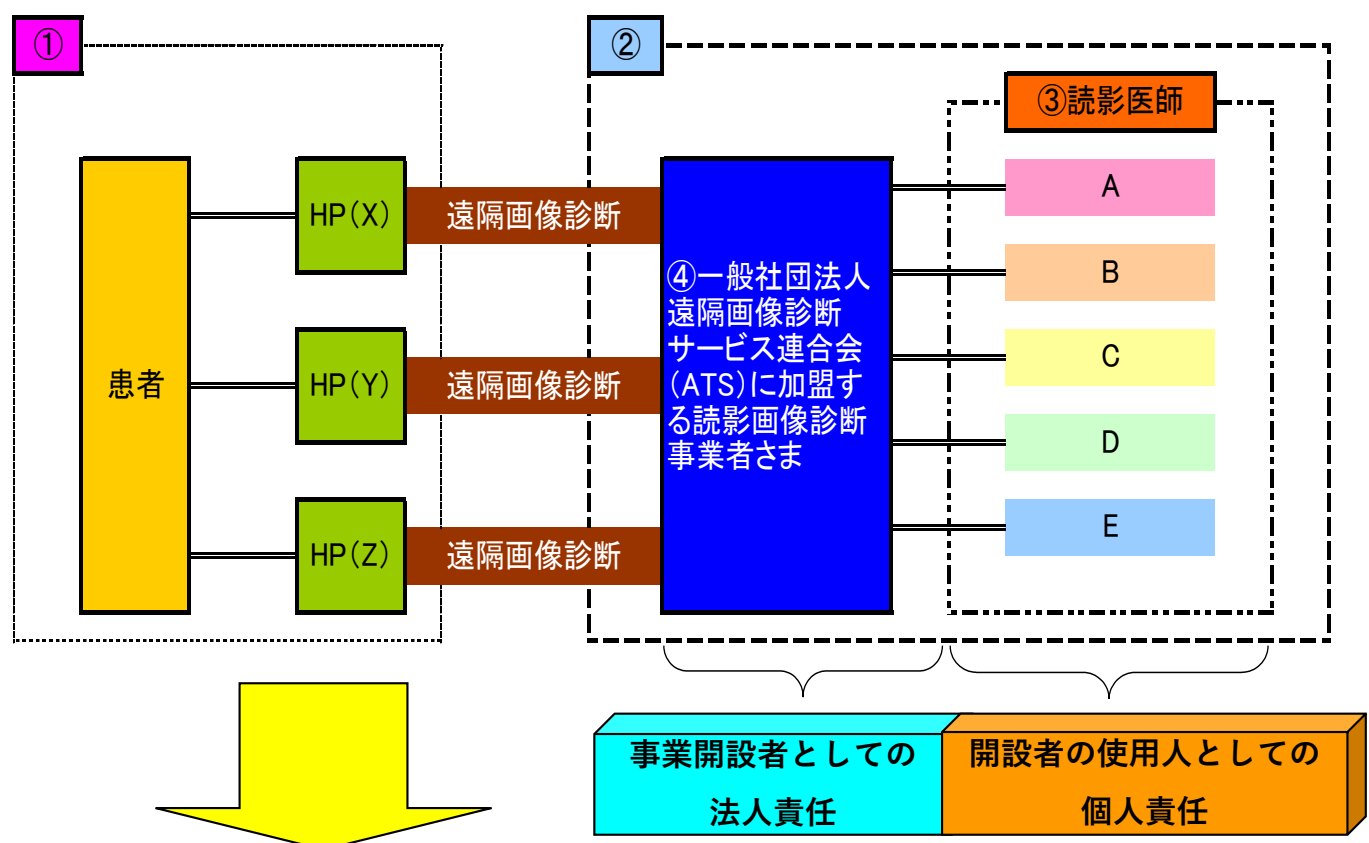 ①
②
③読影医師
患者
HP(X)
遠隔画像診断
HP(Y)
遠隔画像診断
HP(Z)
遠隔画像診断
④一般社団法人
遠隔画像診断
サービス連合会
(ATS)に加盟す
る読影画像診断
事業者さま
A
B
C
D
E
事業開設者としての
法人責任
開設者の使用人としての
個人責任